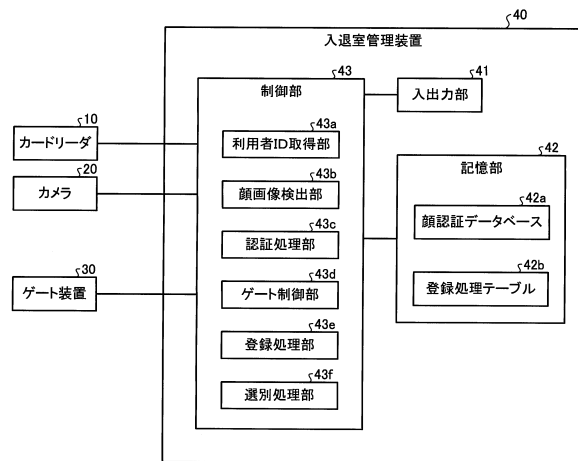 40
入退室管理装置
43
制御部
41
入出力部
10
カードリーダ
43a
利用者ID取得部
42
記憶部
20
カメラ
43b
顔画像検出部
42a
顔認証データベース
43c
認証処理部
30
ゲート装置
43d
ゲート制御部
42b
登録処理テーブル
43e
登録処理部
43f
選別処理部